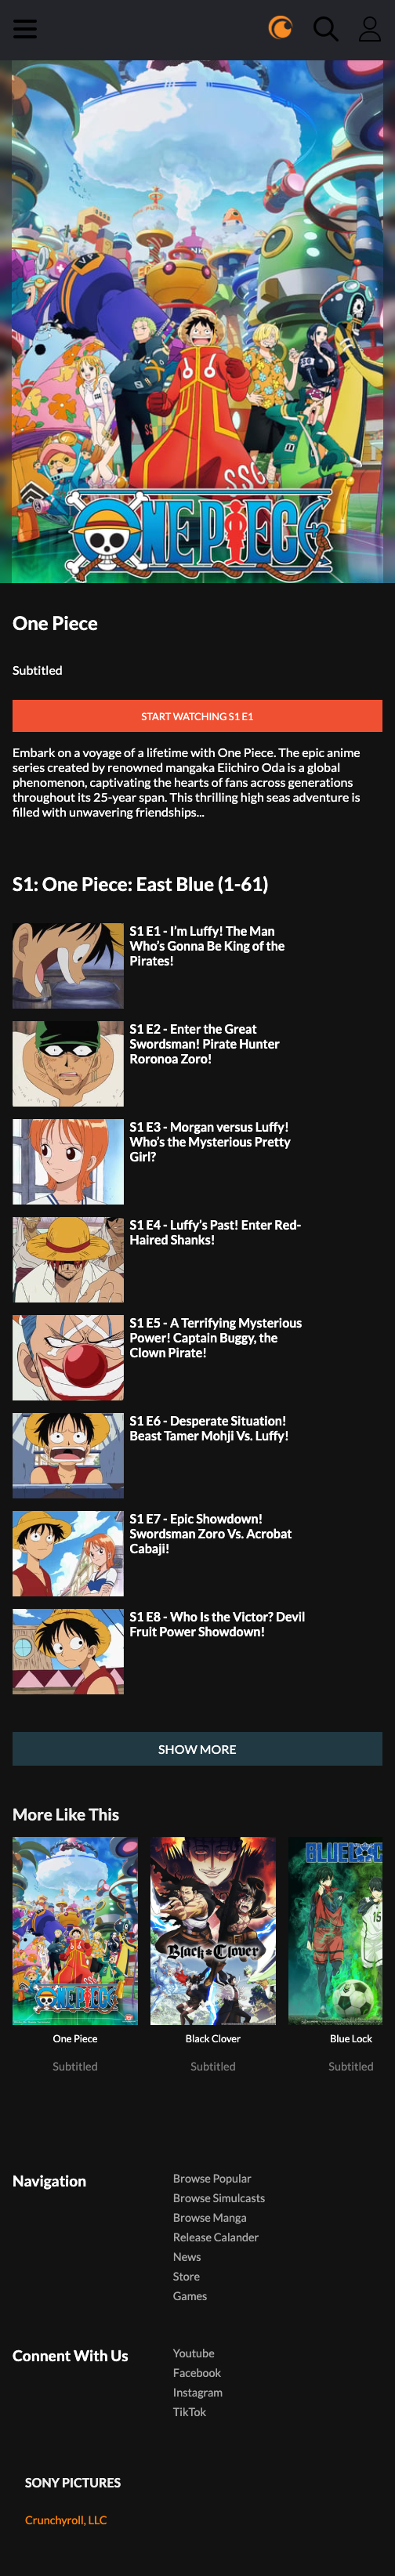 SSG
ONE PIECE
One Piece
Subtitled
START WATCHING S1 E1
Embark on a voyage of a lifetime with One Piece. The epic anime
series created by renowned mangaka Eiichiro Oda is a global
phenomenon, captivating the hearts of fans across generations
throughout its 25-year span. This thrilling high seas adventure is
filled with unwavering friendships...
S1: One Piece: East Blue (1-61)
S1 E1 - I'm Luffy! The Man
Who's Gonna Be King of the
Pirates!
S1 E2 - Enter the Great
Swordsman! Pirate Hunter
Roronoa Zoro!
S1 E3 - Morgan versus Luffy!
Who's the Mysterious Pretty
Girl?
S1 E4 - Luffy's Past! Enter Red-
Haired Shanks!
S1 E5 - A Terrifying Mysterious
Power! Captain Buggy, the
Clown Pirate!
S1 E6 - Desperate Situation!
Beast Tamer Mohji Vs. Luffy!
S1 E7 - Epic Showdown!
Swordsman Zoro Vs. Acrobat
Cabaji!
S1 E8 - Who Is the Victor? Devil
Fruit Power Showdown!
SHOW MORE
More Like This
ONE PIECE
Black Clover
BLUE LOC
15
One Piece
Black Clover
Blue Lock
Subtitled
Subtitled
Subtitled
Navigation
Browse Popular
Browse Simulcasts
Browse Manga
Release Calander
News
Store
Games
Connent With Us
Youtube
Facebook
Instagram
TikTok
SONY PICTURES
Crunchyroll, LLC